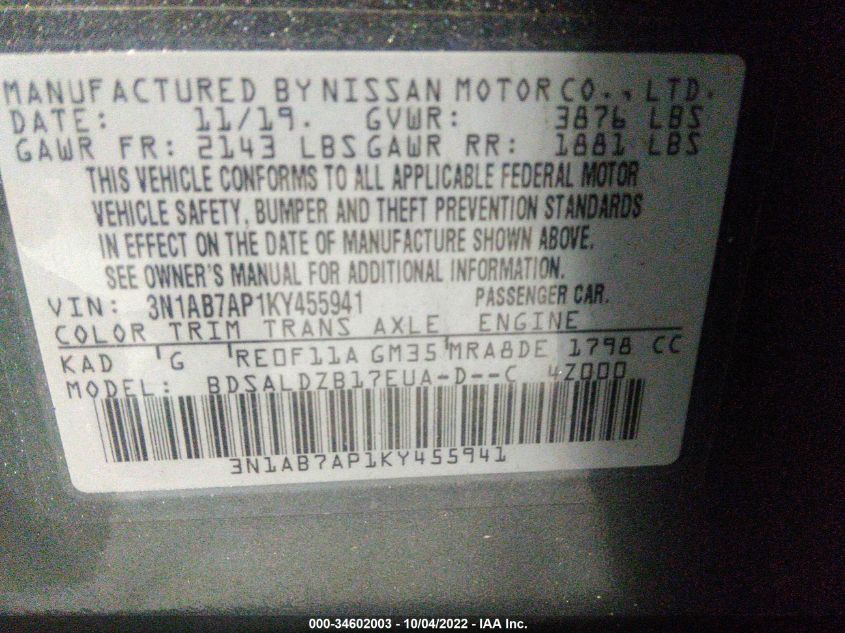 MANUFACTURED BY NISSAN MOTOR CO., LTD.
DATE: 11/19. GVWR: 3876 LBS
GAWR FR: 2143 LBS GAWR RR: 1881 LBS
THIS VEHICLE CONFORMS TO ALL APPLICABLE FEDERAL MOTOR
VEHICLE SAFETY, BUMPER AND THEFT PREVENTION STANDARDS
IN EFFECT ON THE DATE OF MANUFACTURE SHOWN ABOVE.
SEE OWNER'S MANUAL FOR ADDITIONAL INFORMATION.
VIN: 3N1AB7AP1KY455941 PASSENGER CAR.
COLOR TRIM TRANS AXLE ENGINE
KAD G RE0F11A GM35 MRA8DE 1798 CC
MODEL: BDSALDZB17EUA-D--C 4Z000
3N1AB7AP1KY455941
000-34602003 - 10/04/2022 - IAA Inc.